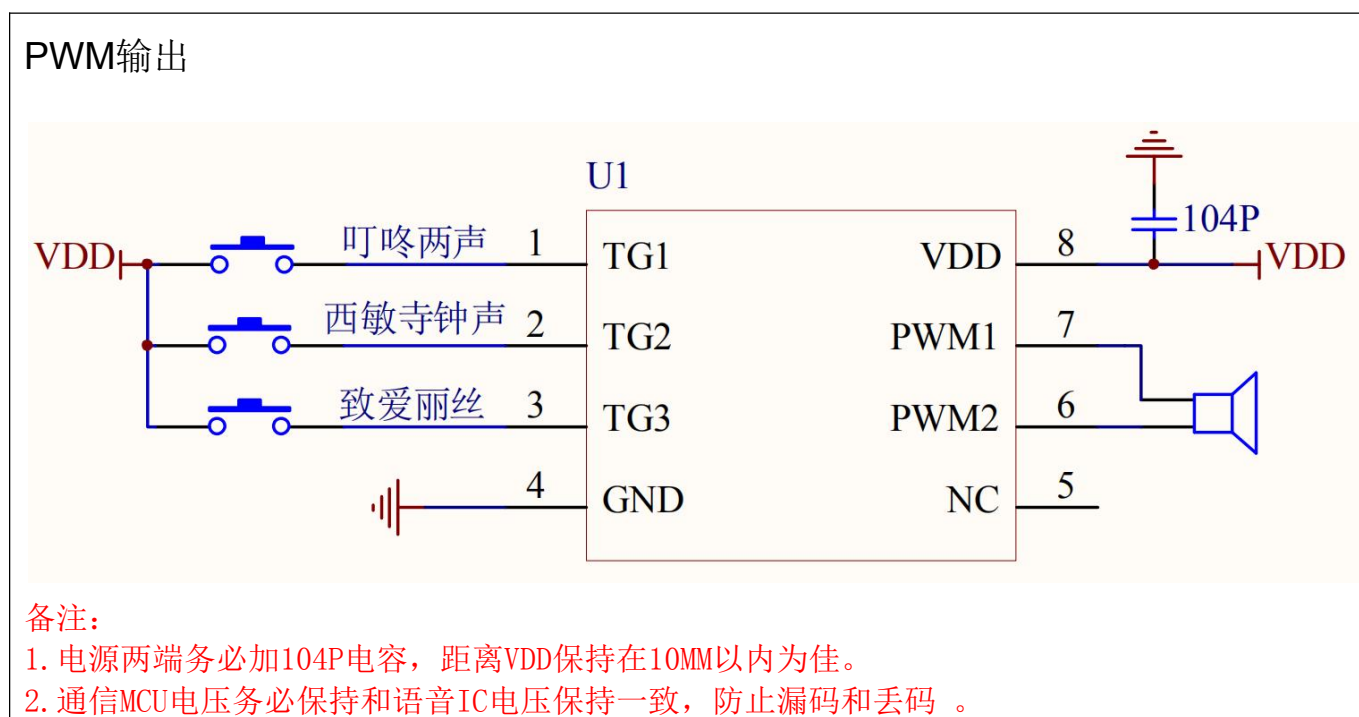 PWM输出
U1
104P
VDD 叮咚两声 1 TG1 VDD 8 VDD
西敏寺钟声 2 TG2 PWM1 7
致爱丽丝 3 TG3 PWM2 6
4 GND NC 5
备注：
1.电源两端务必加104P电容，距离VDD保持在10MM以内为佳。
2.通信MCU电压务必保持和语音IC电压保持一致，防止漏码和丢码 。